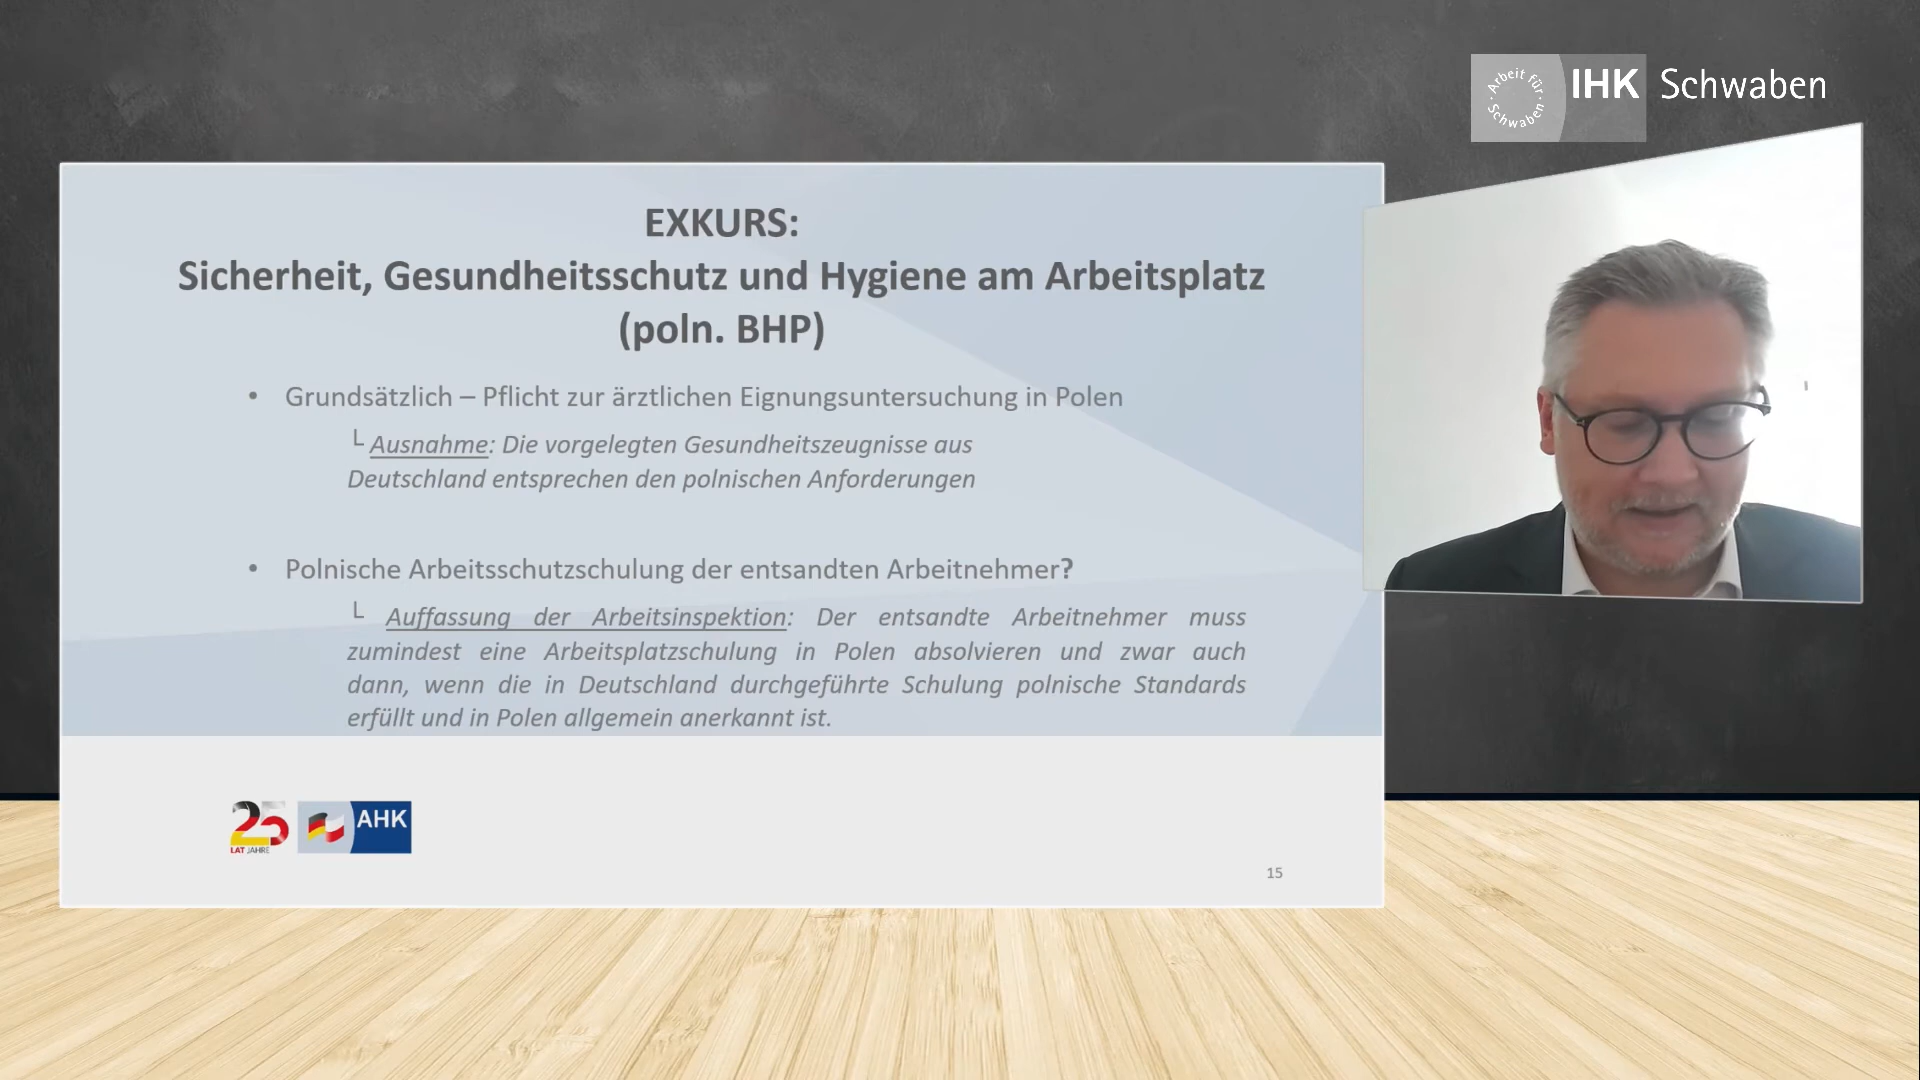 Arbeit für
Schwaben
IHK Schwaben
EXKURS:
Sicherheit, Gesundheitsschutz und Hygiene am Arbeitsplatz
(poln. BHP)
• Grundsätzlich – Pflicht zur ärztlichen Eignungsuntersuchung in Polen
└ Ausnahme: Die vorgelegten Gesundheitszeugnisse aus
Deutschland entsprechen den polnischen Anforderungen
• Polnische Arbeitsschutzschulung der entsandten Arbeitnehmer?
└ Auffassung der Arbeitsinspektion: Der entsandte Arbeitnehmer muss
zumindest eine Arbeitsplatzschulung in Polen absolvieren und zwar auch
dann, wenn die in Deutschland durchgeführte Schulung polnische Standards
erfüllt und in Polen allgemein anerkannt ist.
25
LAT JAHRE
AHK
15